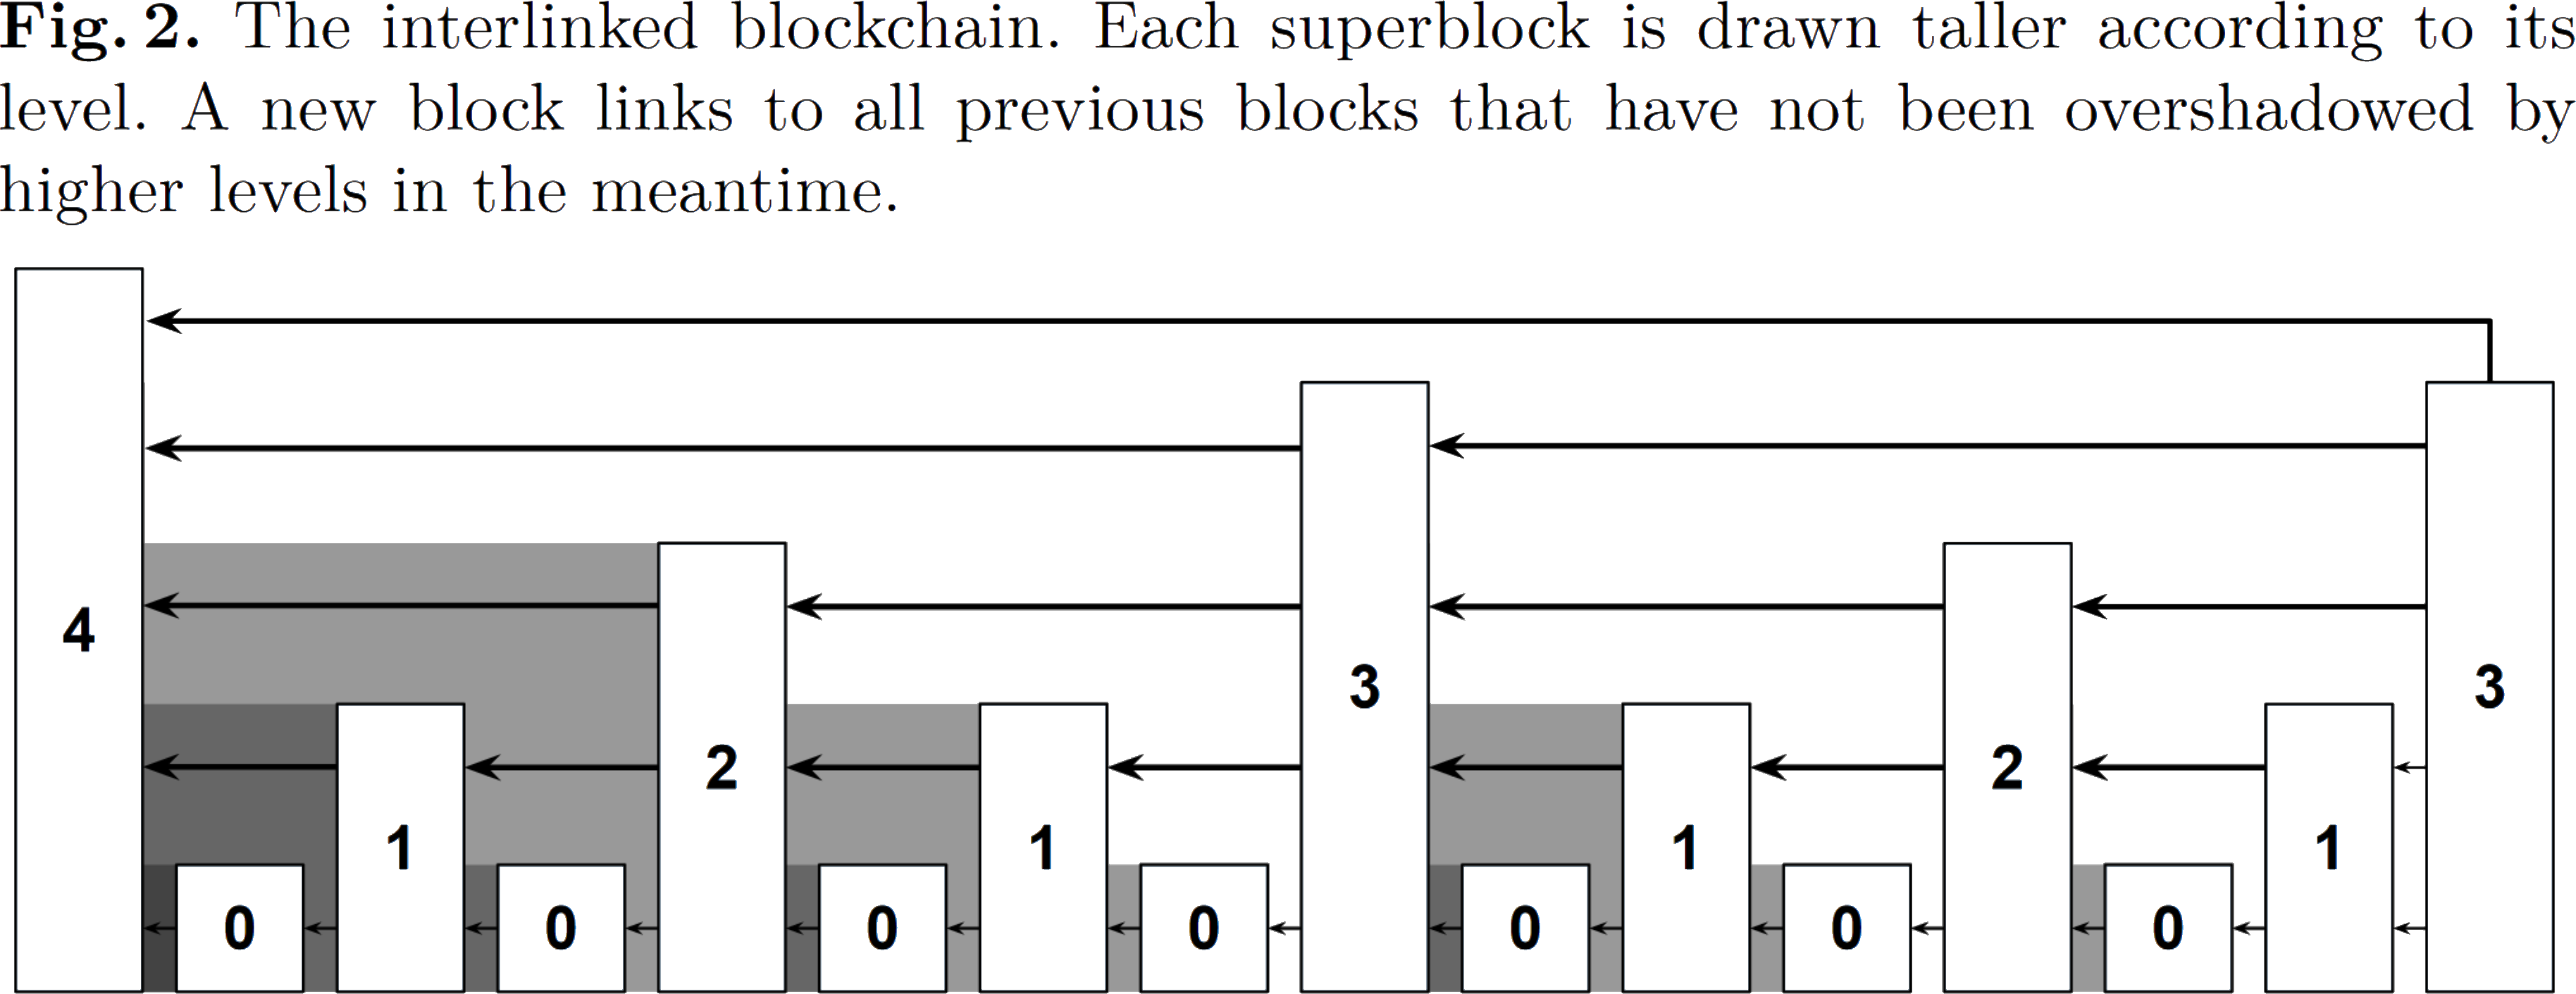 Fig. 2. The interlinked blockchain. Each superblock is drawn taller according to its
level. A new block links to all previous blocks that have not been overshadowed by
higher levels in the meantime.
4 0 1 0 2 0 1 0 3 0 1 0 2 0 1 3